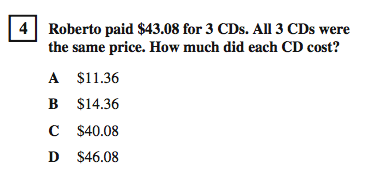 4 Roberto paid $43.08 for 3 CDs. All 3 CDs were
the same price. How much did each CD cost?
A $11.36
B $14.36
C $40.08
D $46.08